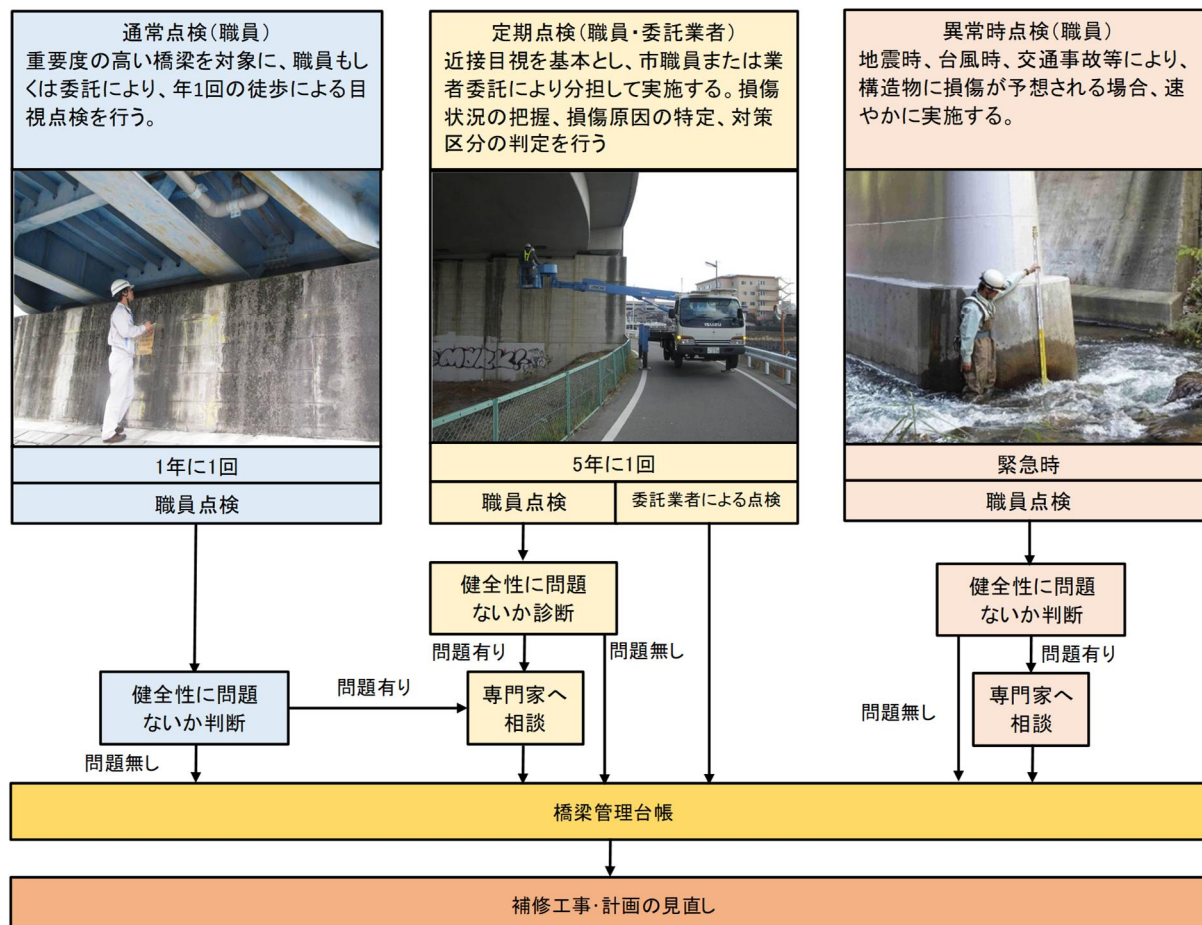 通常点検(職員)
重要度の高い橋梁を対象に、職員もし
くは委託により、年1回の徒歩による目
視点検を行う。
定期点検(職員・委託業者)
近接目視を基本とし、市職員または業
者委託により分担して実施する。損傷
状況の把握、損傷原因の特定、対策
区分の判定を行う
異常時点検(職員)
地震時、台風時、交通事故等により、
構造物に損傷が予想される場合、速
やかに実施する。
ISUZU
1年に1回
職員点検
5年に1回
職員点検
委託業者による点検
緊急時
職員点検
健全性に問題
ないか診断
健全性に問題
ないか判断
問題有り
問題無し
問題有り
健全性に問題
ないか判断
問題有り
専門家へ
相談
問題無し
専門家へ
相談
問題無し
橋梁管理台帳
補修工事・計画の見直し